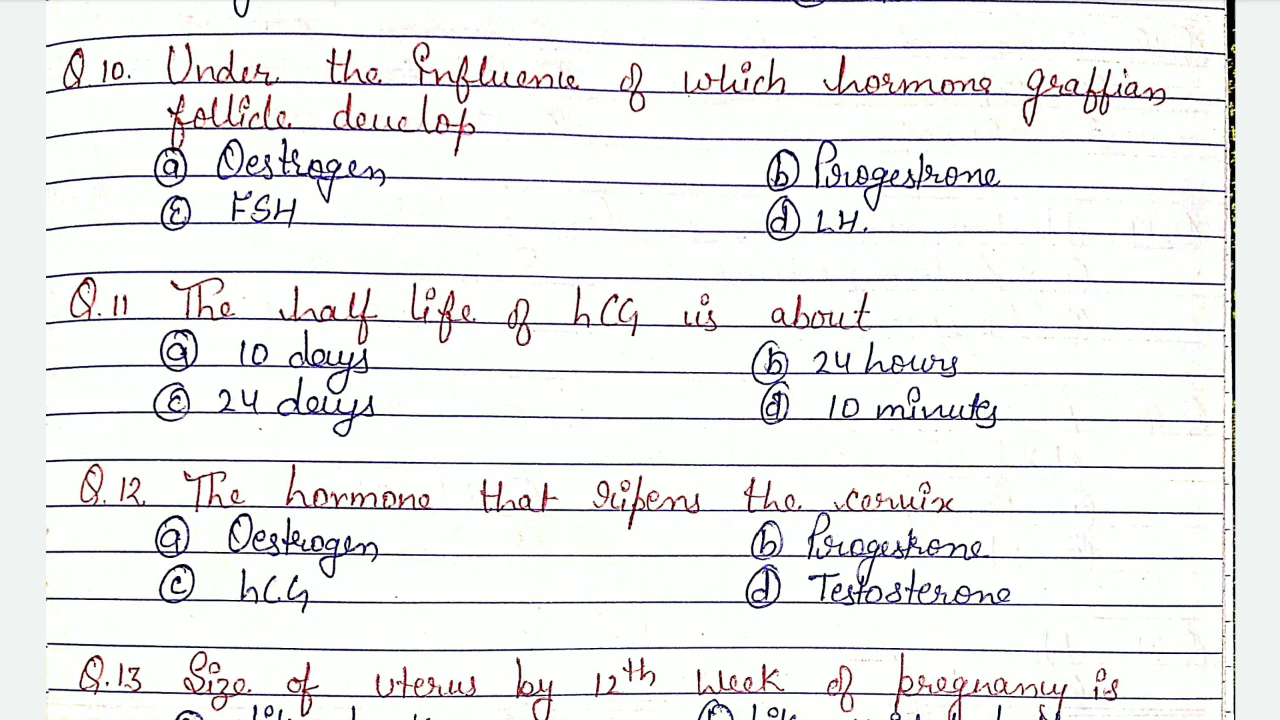 Q 10. Under the influence of which hormone graffian
follicle develop
(a) Oestrogen (b) Progestrone
(c) FSH (d) LH.
Q.11 The half life of hCG is about
(a) 10 days (b) 24 hours
(c) 24 days (d) 10 minutes
Q.12 The hormone that ripens the cervix
(a) Oestrogen (b) Progestrone
(c) hCG (d) Testosterone
Q.13 Size of uterus by 12th week of pregnancy is